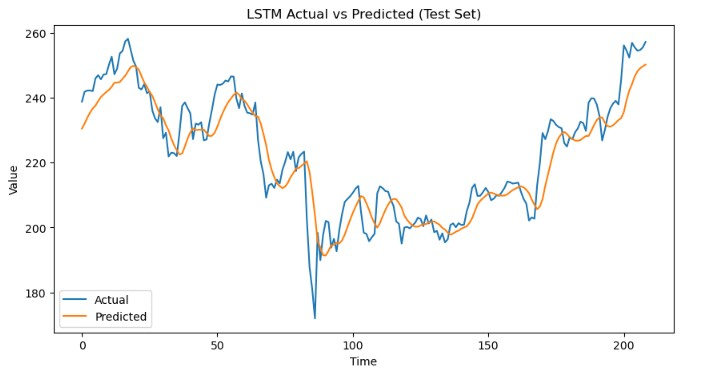 LSTM Actual vs Predicted (Test Set)
260
240
220
200
180
Value
Actual
Predicted
0
50
100
150
200
Time